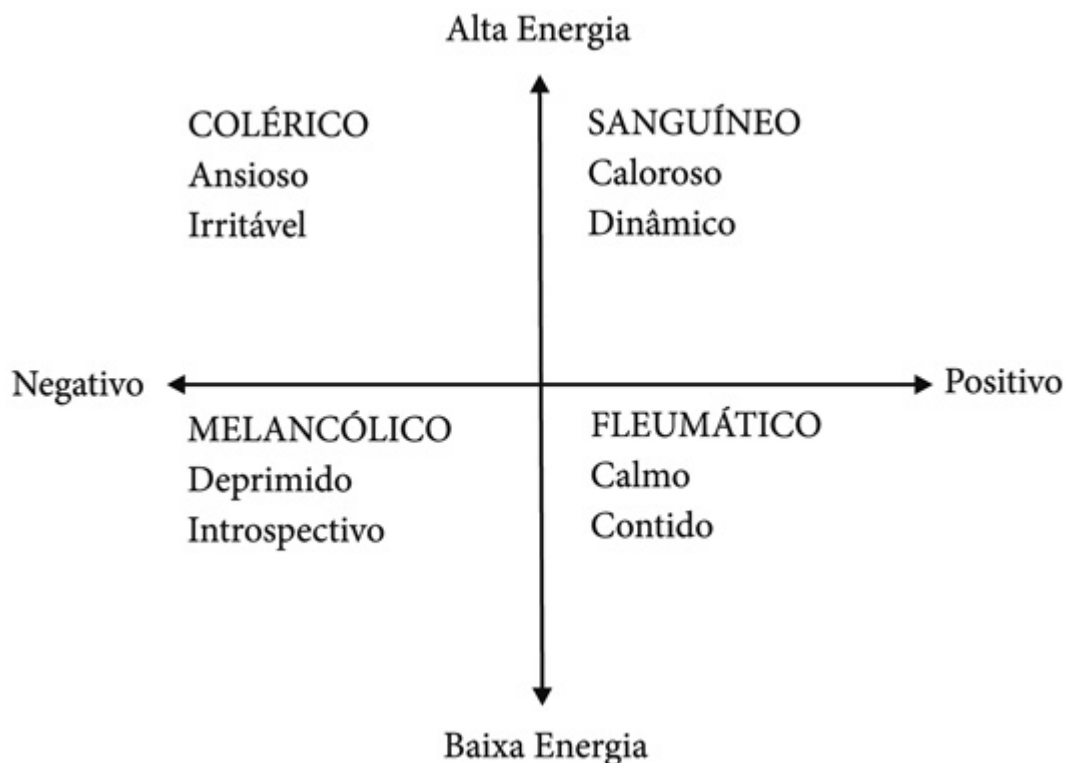 Alta Energia
COLÉRICO
Ansioso
Irritável
SANGUÍNEO
Caloroso
Dinâmico
Negativo
Positivo
MELANCÓLICO
Deprimido
Introspectivo
FLEUMÁTICO
Calmo
Contido
Baixa Energia